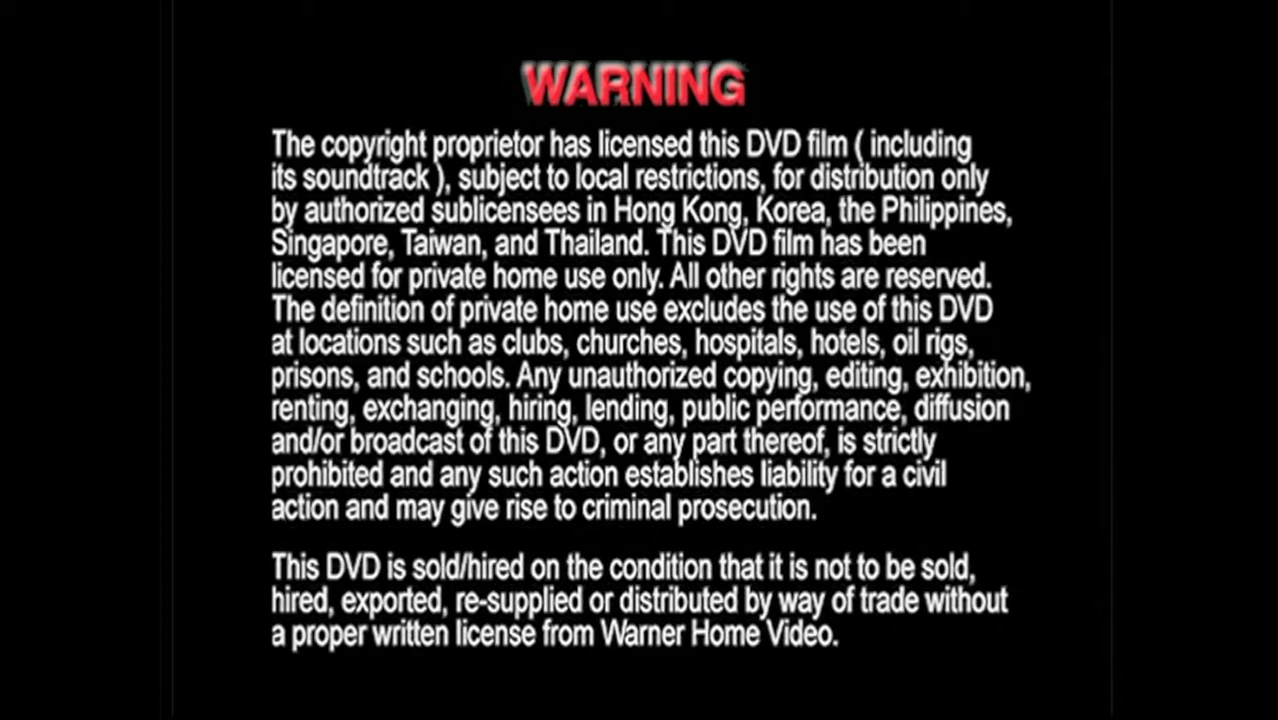 WARNING
The copyright proprietor has licensed this DVD film ( including
its soundtrack ), subject to local restrictions, for distribution only
by authorized sublicensees in Hong Kong, Korea, the Philippines,
Singapore, Taiwan, and Thailand. This DVD film has been
licensed for private home use only. All other rights are reserved.
The definition of private home use excludes the use of this DVD
at locations such as clubs, churches, hospitals, hotels, oil rigs,
prisons, and schools. Any unauthorized copying, editing, exhibition,
renting, exchanging, hiring, lending, public performance, diffusion
and/or broadcast of this DVD, or any part thereof, is strictly
prohibited and any such action establishes liability for a civil
action and may give rise to criminal prosecution.
This DVD is sold/hired on the condition that it is not to be sold,
hired, exported, re-supplied or distributed by way of trade without
a proper written license from Warner Home Video.